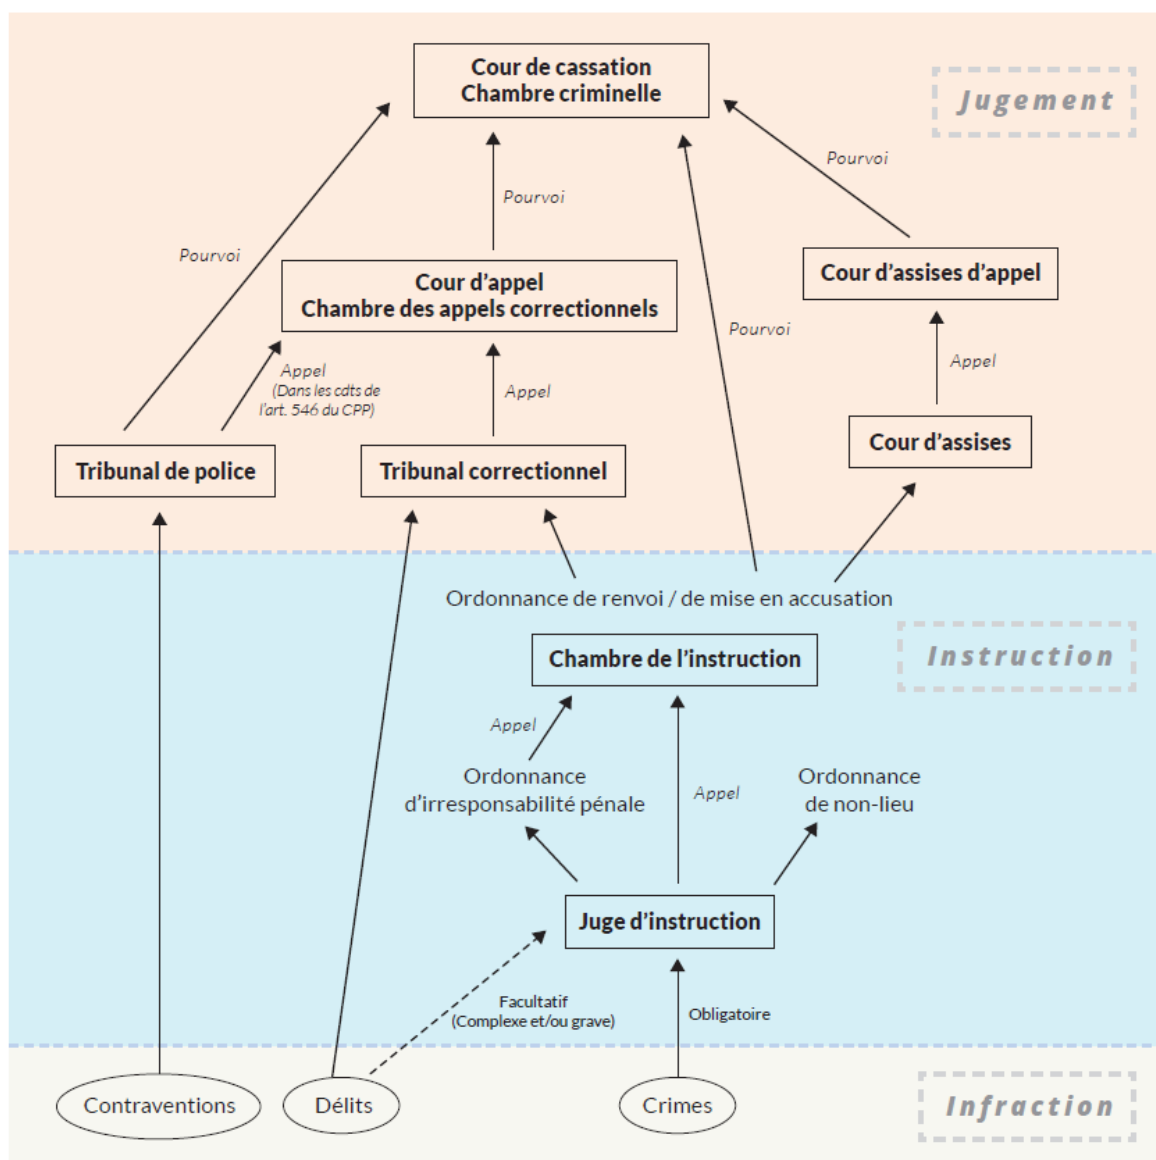 Cour de cassation
Chambre criminelle
Jugement
Pourvoi
Pourvoi
Pourvoi
Cour d’appel
Chambre des appels correctionnels
Cour d’assises d’appel
Pourvoi
Appel
(Dans les cdts de
l’art. 546 du CPP)
Appel
Appel
Tribunal de police
Tribunal correctionnel
Cour d’assises
Ordonnance de renvoi / de mise en accusation
Chambre de l’instruction
Instruction
Appel
Ordonnance
d’irresponsabilité pénale
Appel
Ordonnance
de non-lieu
Juge d’instruction
Facultatif
(Complexe et/ou grave)
Obligatoire
Contraventions
Délits
Crimes
Infraction